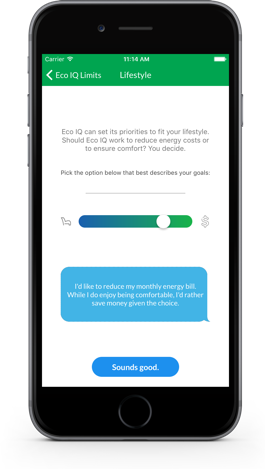 Carrier 11:14 AM
Eco IQ Limits Lifestyle
Eco IQ can set its priorities to fit your lifestyle.
Should Eco IQ work to reduce energy costs or
to ensure comfort? You decide.
Pick the option below that best describes your goals:
$
I'd like to reduce my monthly energy bill.
While I do enjoy being comfortable, I'd rather
save money given the choice.
Sounds good.